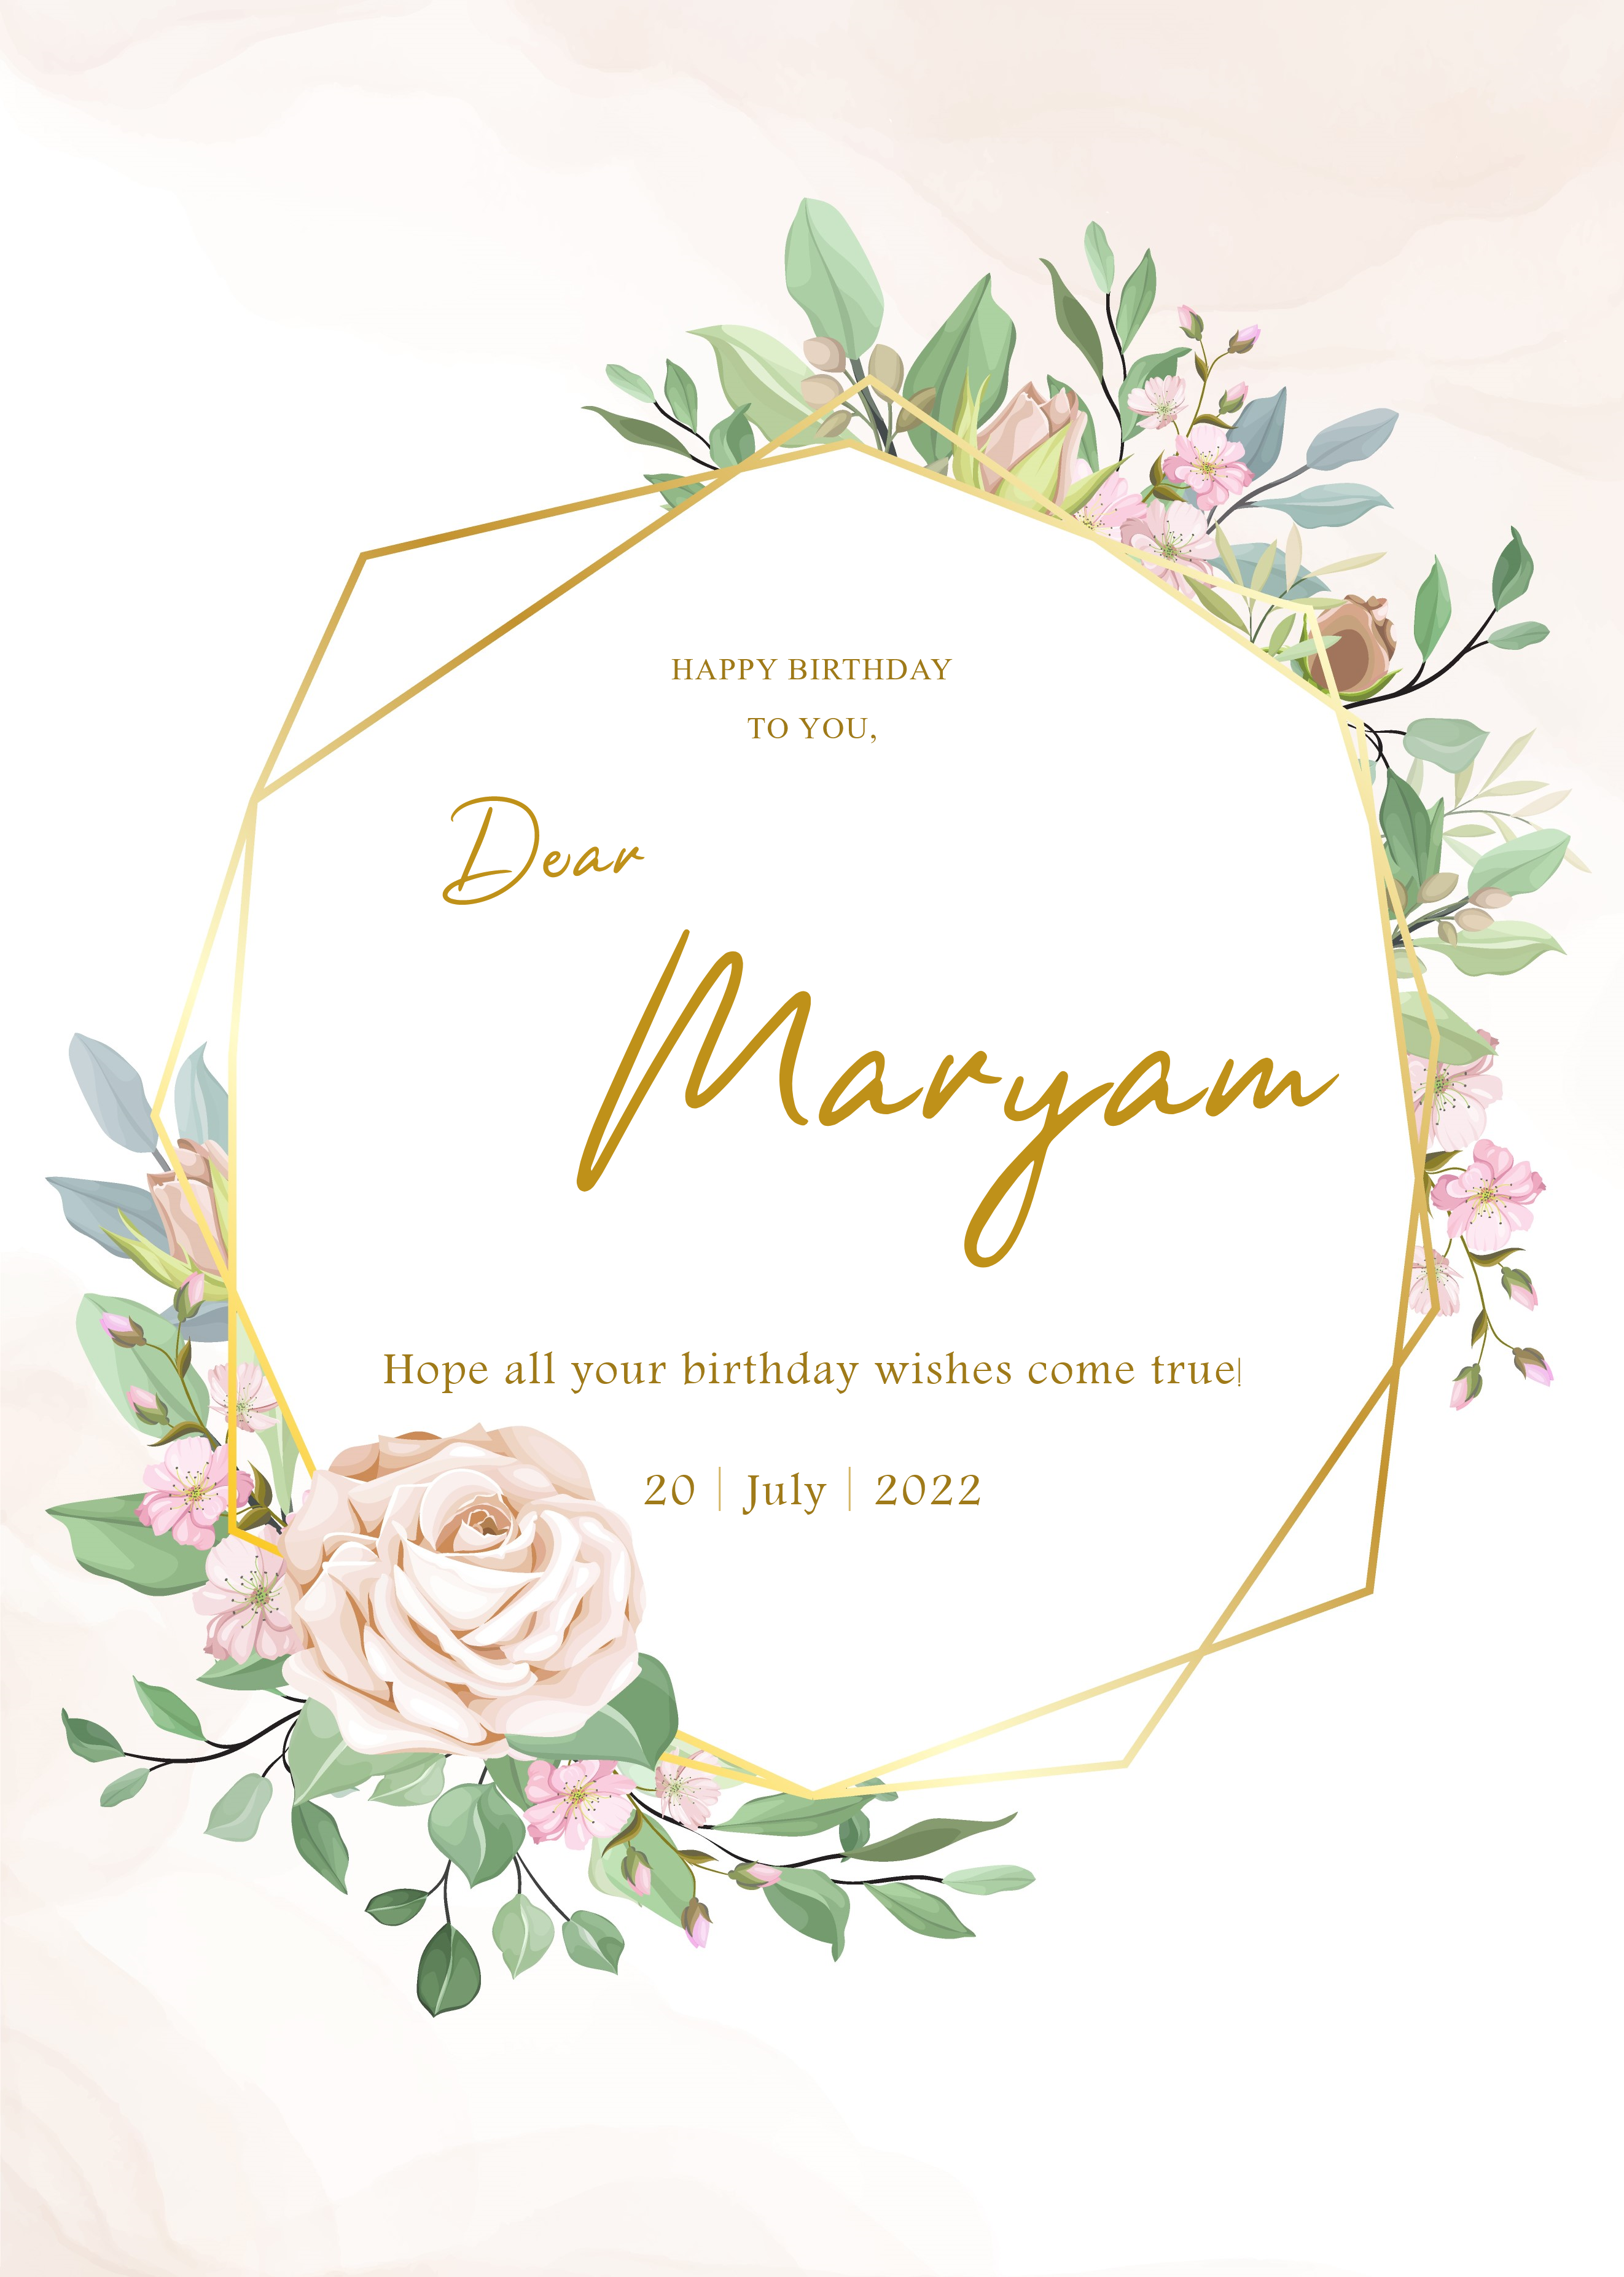 HAPPY BIRTHDAY
TO YOU,
Dear
Maryam
Hope all your birthday wishes come true!
20 | July | 2022